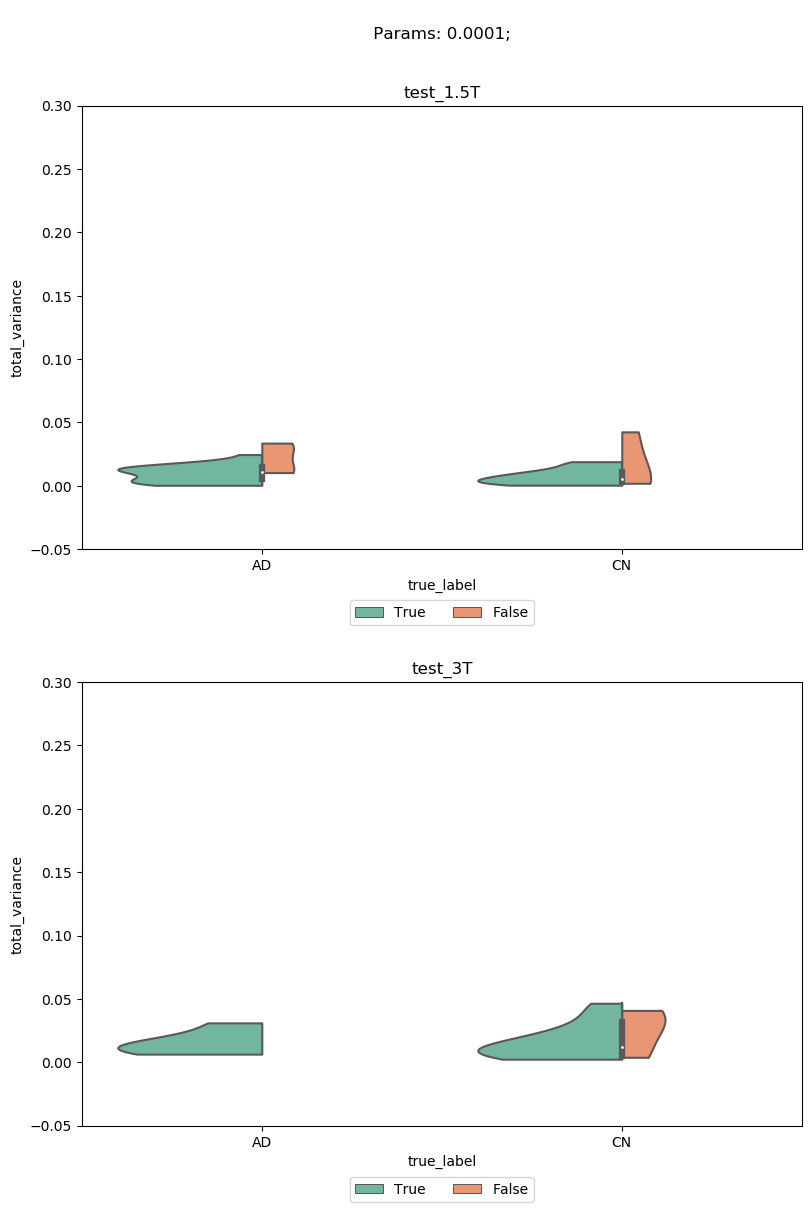 Params: 0.0001;
test_1.5T
0.30
0.25
0.20
0.15
0.10
0.05
0.00
−0.05
total_variance
AD CN
true_label
True False
test_3T
0.30
0.25
0.20
0.15
0.10
0.05
0.00
−0.05
total_variance
AD CN
true_label
True False